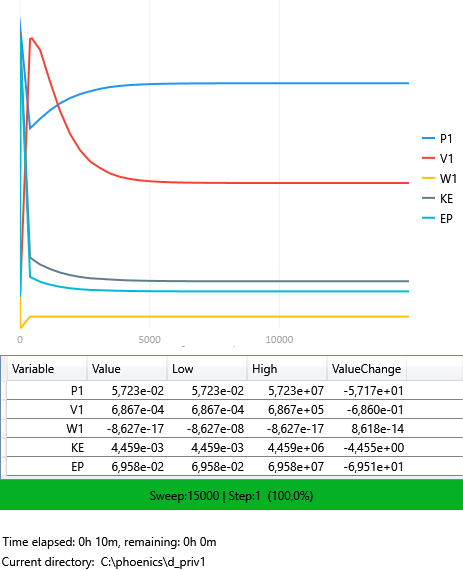 P1
V1
W1
KE
EP
0 5000 10000
Variable Value Low High ValueChange
P1 5,723e-02 5,723e-02 5,723e+07 -5,717e+01
V1 6,867e-04 6,867e-04 6,867e+05 -6,860e-01
W1 -8,627e-17 -8,627e-08 -8,627e-17 8,618e-14
KE 4,459e-03 4,459e-03 4,459e+06 -4,455e+00
EP 6,958e-02 6,958e-02 6,958e+07 -6,951e+01
Sweep:15000 | Step:1 (100,0%)
Time elapsed: 0h 10m, remaining: 0h 0m
Current directory: C:\phoenics\d_priv1